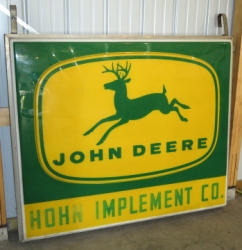 JOHN DEERE
HOHN IMPLEMENT CO.